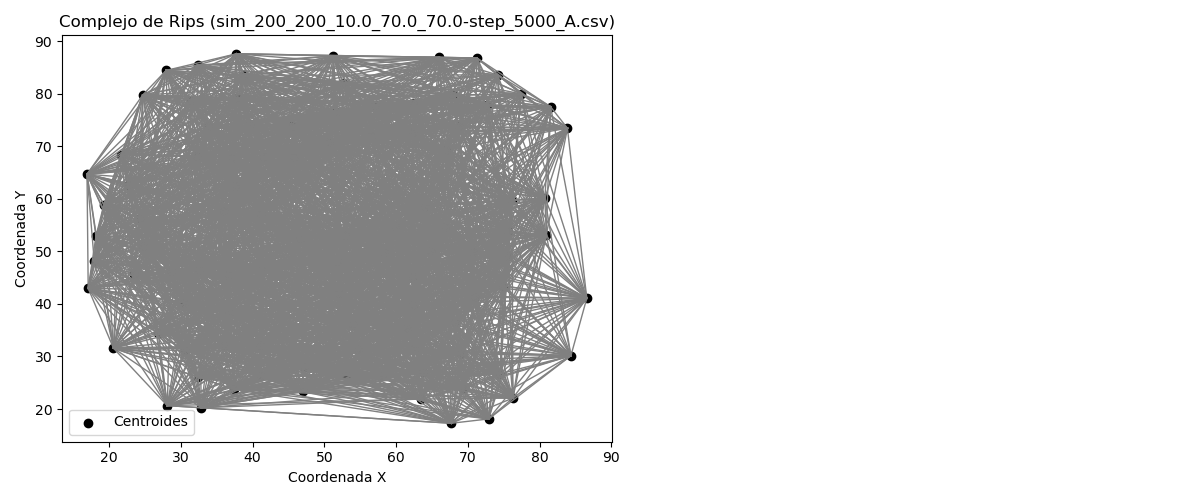 Complejo de Rips (sim_200_200_10.0_70.0_70.0-step_5000_A.csv)
90
80
70
60
50
40
30
20
Coordenada Y
Centroides
20 30 40 50 60 70 80 90
Coordenada X